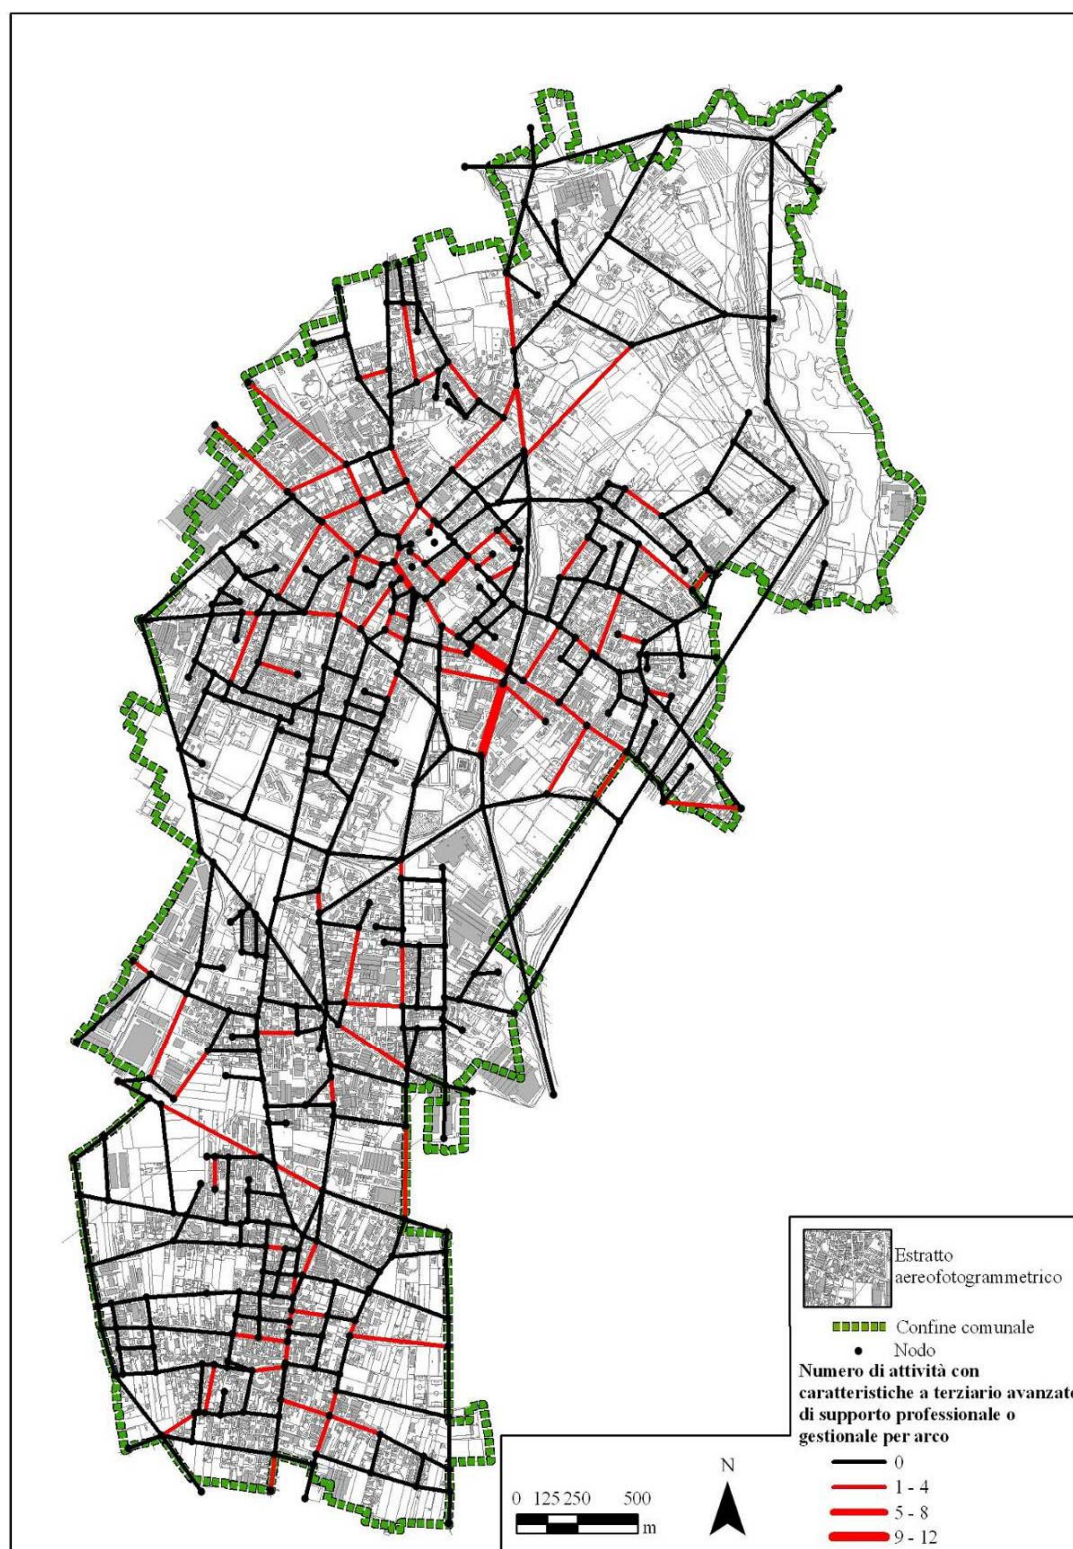 Estratto
aereofotogrammetrico
Confine comunale
Nodo
Numero di attività con
caratteristiche a terziario avanzato
di supporto professionale o
gestionale per arco
0
1 - 4
5 - 8
9 - 12
N
0 125 250 500
m